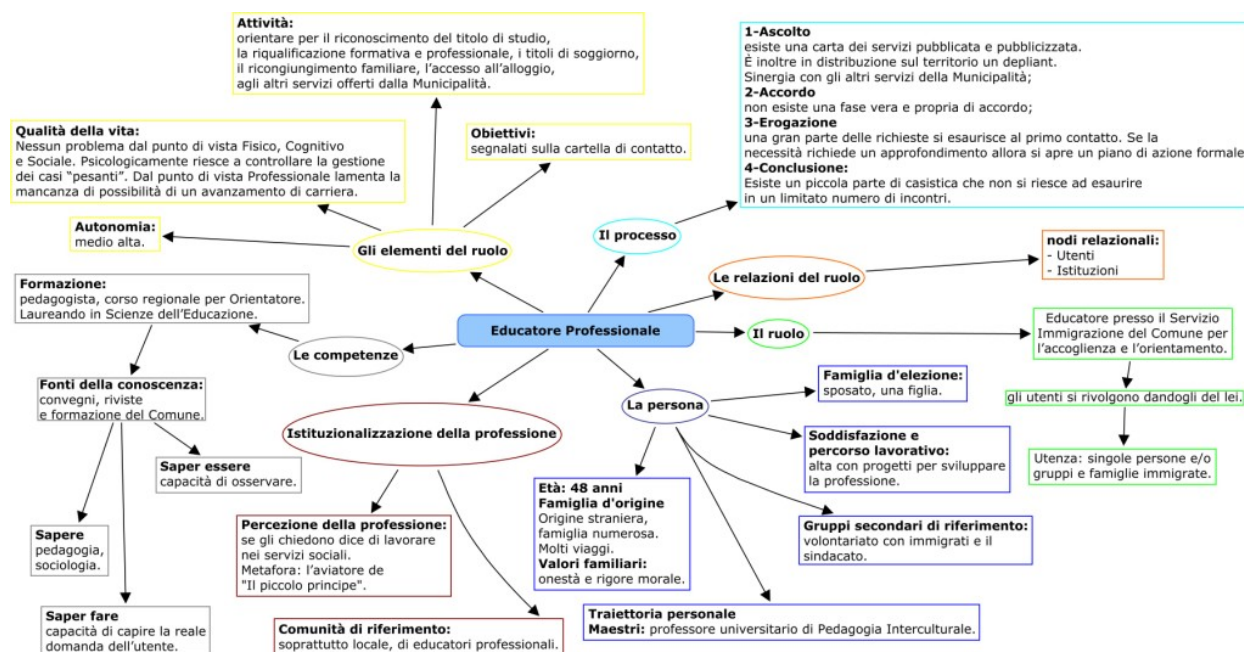 Attività:
orientare per il riconoscimento del titolo di studio,
la riqualificazione formativa e professionale, i titoli di soggiorno,
il ricongiungimento familiare, l'accesso all'alloggio,
agli altri servizi offerti dalla Municipalità.
1-Ascolto
esiste una carta dei servizi pubblicata e pubblicizzata.
È inoltre in distribuzione sul territorio un depliant.
Sinergia con gli altri servizi della Municipalità;
2-Accordo
non esiste una fase vera e propria di accordo;
3-Erogazione
una gran parte delle richieste si esaurisce al primo contatto. Se la
necessità richiede un approfondimento allora si apre un piano di azione formale
4-Conclusione:
Esiste un piccola parte di casistica che non si riesce ad esaurire
in un limitato numero di incontri.
Qualità della vita:
Nessun problema dal punto di vista Fisico, Cognitivo
e Sociale. Psicologicamente riesce a controllare la gestione
dei casi "pesanti". Dal punto di vista Professionale lamenta la
mancanza di possibilità di un avanzamento di carriera.
Obiettivi:
segnalati sulla cartella di contatto.
Autonomia:
medio alta.
Gli elementi del ruolo
Il processo
Le relazioni del ruolo
nodi relazionali:
- Utenti
- Istituzioni
Formazione:
pedagogista, corso regionale per Orientatore.
Laureando in Scienze dell'Educazione.
Educatore Professionale
Il ruolo
Educatore presso il Servizio
Immigrazione del Comune per
l'accoglienza e l'orientamento.
Le competenze
Fonti della conoscenza:
convegni, riviste
e formazione del Comune.
La persona
Famiglia d'elezione:
sposato, una figlia.
gli utenti si rivolgono dandogli del lei.
Istituzionalizzazione della professione
Soddisfazione e
percorso lavorativo:
alta con progetti per sviluppare
la professione.
Utenza: singole persone e/o
gruppi e famiglie immigrate.
Saper essere
capacità di osservare.
Età: 48 anni
Famiglia d'origine
Origine straniera,
famiglia numerosa.
Molti viaggi.
Valori familiari:
onestà e rigore morale.
Gruppi secondari di riferimento:
volontariato con immigrati e il
sindacato.
Percezione della professione:
se gli chiedono dice di lavorare
nei servizi sociali.
Metafora: l'aviatore de
"Il piccolo principe".
Sapere
pedagogia,
sociologia.
Saper fare
capacità di capire la reale
domanda dell'utente.
Comunità di riferimento:
soprattutto locale, di educatori professionali.
Traiettoria personale
Maestri: professore universitario di Pedagogia Interculturale.